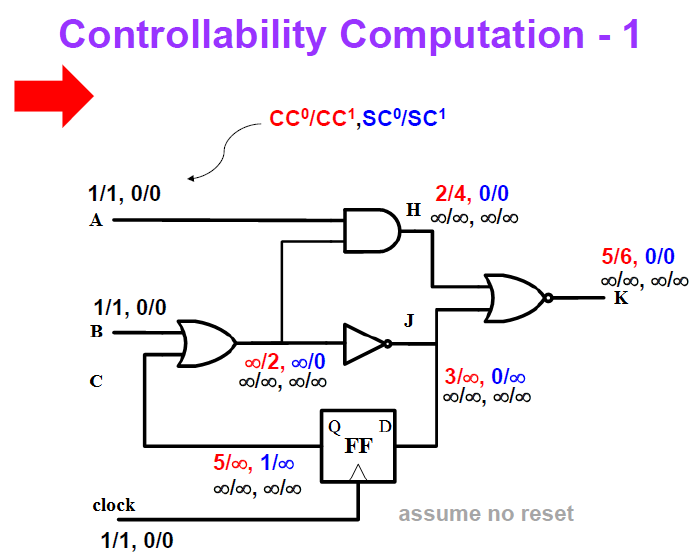 Controllability Computation - 1
CC⁰/CC¹,SC⁰/SC¹
1/1, 0/0
A
H
2/4, 0/0
∞/∞, ∞/∞
5/6, 0/0
∞/∞, ∞/∞
K
1/1, 0/0
B
J
C
∞/2, ∞/0
∞/∞, ∞/∞
3/∞, 0/∞
∞/∞, ∞/∞
Q D
FF
5/∞, 1/∞
∞/∞, ∞/∞
clock
1/1, 0/0
assume no reset